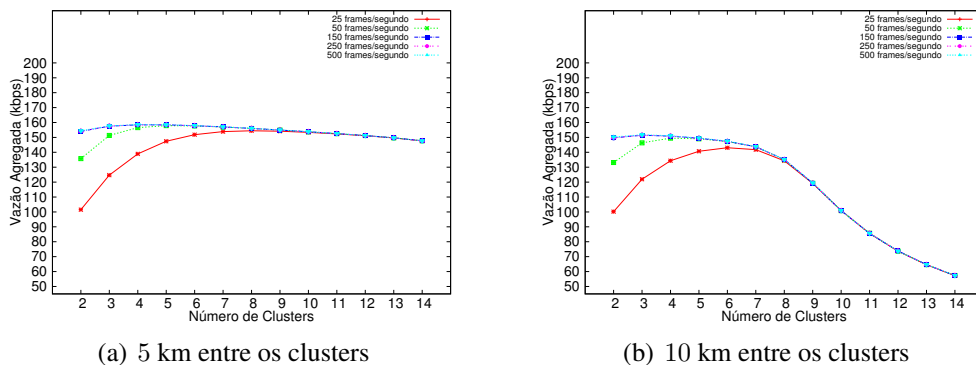 25 frames/segundo
50 frames/segundo
150 frames/segundo
250 frames/segundo
500 frames/segundo
200
190
180
170
160
150
140
130
120
110
100
90
80
70
60
50
Vazão Agregada (kbps)
2 3 4 5 6 7 8 9 10 11 12 13 14
Número de Clusters
(a) 5 km entre os clusters
25 frames/segundo
50 frames/segundo
150 frames/segundo
250 frames/segundo
500 frames/segundo
200
190
180
170
160
150
140
130
120
110
100
90
80
70
60
50
Vazão Agregada (kbps)
2 3 4 5 6 7 8 9 10 11 12 13 14
Número de Clusters
(b) 10 km entre os clusters